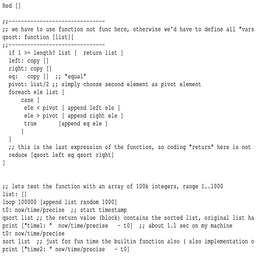 Red []

;;-------------------------------
;; we have to use function not func here, otherwise we'd have to define all "vars
qsort: function [list][
;;-------------------------------
if 1 >= length? list [ return list ]
left: copy []
right: copy []
eq: copy [] ;; "equal"
pivot: list/2 ;; simply choose second element as pivot element
foreach ele list [
case [
ele < pivot [ append left ele ]
ele > pivot [ append right ele ]
true [append eq ele ]
]
]
;; this is the last expression of the function, so coding "return" here is not
reduce [qsort left eq qsort right]
]

;; lets test the function with an array of 100k integers, range 1..1000
list: []
loop 100000 [append list random 1000]
t0: now/time/precise ;; start timestamp
qsort list ;; the return value (block) contains the sorted list, original list ha
print ["time1: " now/time/precise - t0] ;; about 1.1 sec on my machine
t0: now/time/precise
sort list ;; just for fun time the builtin function also ( also implementation o
print ["time2: " now/time/precise - t0]